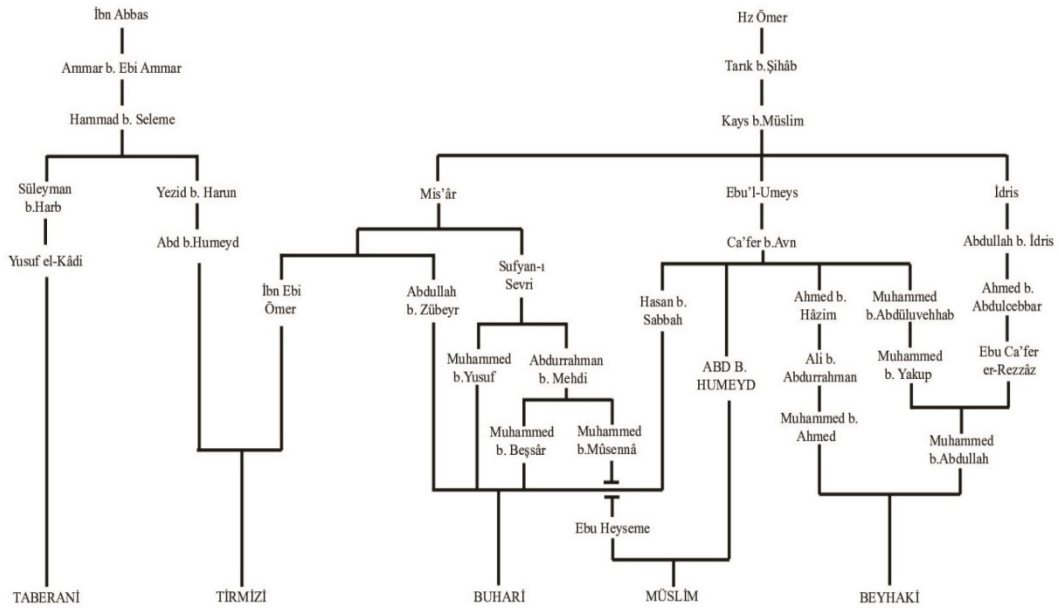 İbn Abbas
Hz Ömer
Ammar b. Ebi Ammar
Tarık b.Şihâb
Hammad b. Seleme
Kays b.Müslim
Süleyman
b.Harb
Yezid b. Harun
Mis'âr
Ebu'l-Umeys
İdris
Yusuf el-Kâdi
Abd b.Humeyd
Sufyan-ı
Sevri
Ca'fer b.Avn
Abdullah b. İdris
İbn Ebi
Ömer
Abdullah
b. Zübeyr
Hasan b.
Sabbah
Ahmed b.
Hâzim
Muhammed
b.Abdüluvehhab
Ahmed b.
Abdulcebbar
Muhammed
b.Yusuf
Abdurrahman
b. Mehdi
ABD B.
HUMEYD
Ali b.
Abdurrahman
Muhammed
b. Yakup
Ebu Ca'fer
er-Rezzâz
Muhammed
b. Beşsâr
Muhammed
b.Mûsennâ
Muhammed b.
Ahmed
Muhammed
b.Abdullah
Ebu Heyseme
TABERANİ
TİRMİZİ
BUHARİ
MÜSLİM
BEYHAKİ